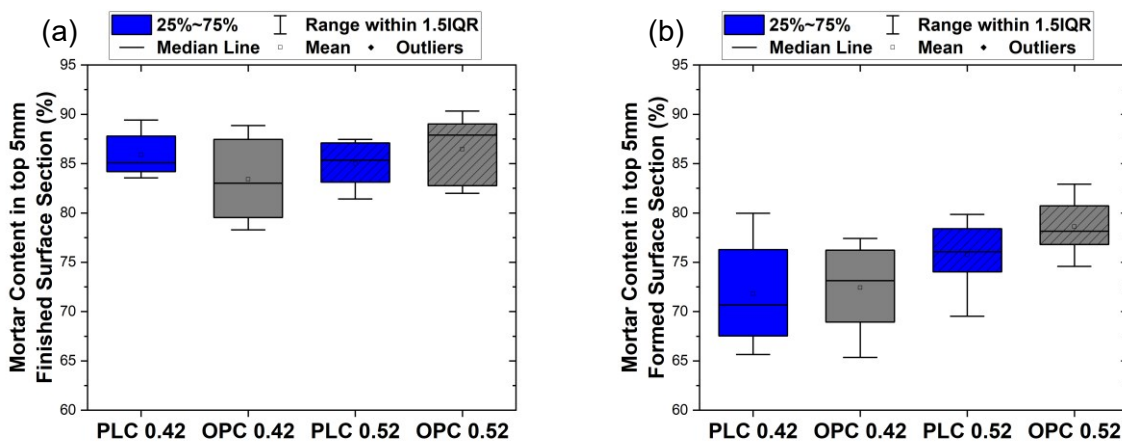 (a)
25%~75% Range within 1.5IQR
Median Line Mean Outliers
Mortar Content in top 5mm
Finished Surface Section (%)
95
90
85
80
75
70
65
60
PLC 0.42 OPC 0.42 PLC 0.52 OPC 0.52
(b)
25%~75% Range within 1.5IQR
Median Line Mean Outliers
Mortar Content in top 5mm
Formed Surface Section (%)
95
90
85
80
75
70
65
60
PLC 0.42 OPC 0.42 PLC 0.52 OPC 0.52